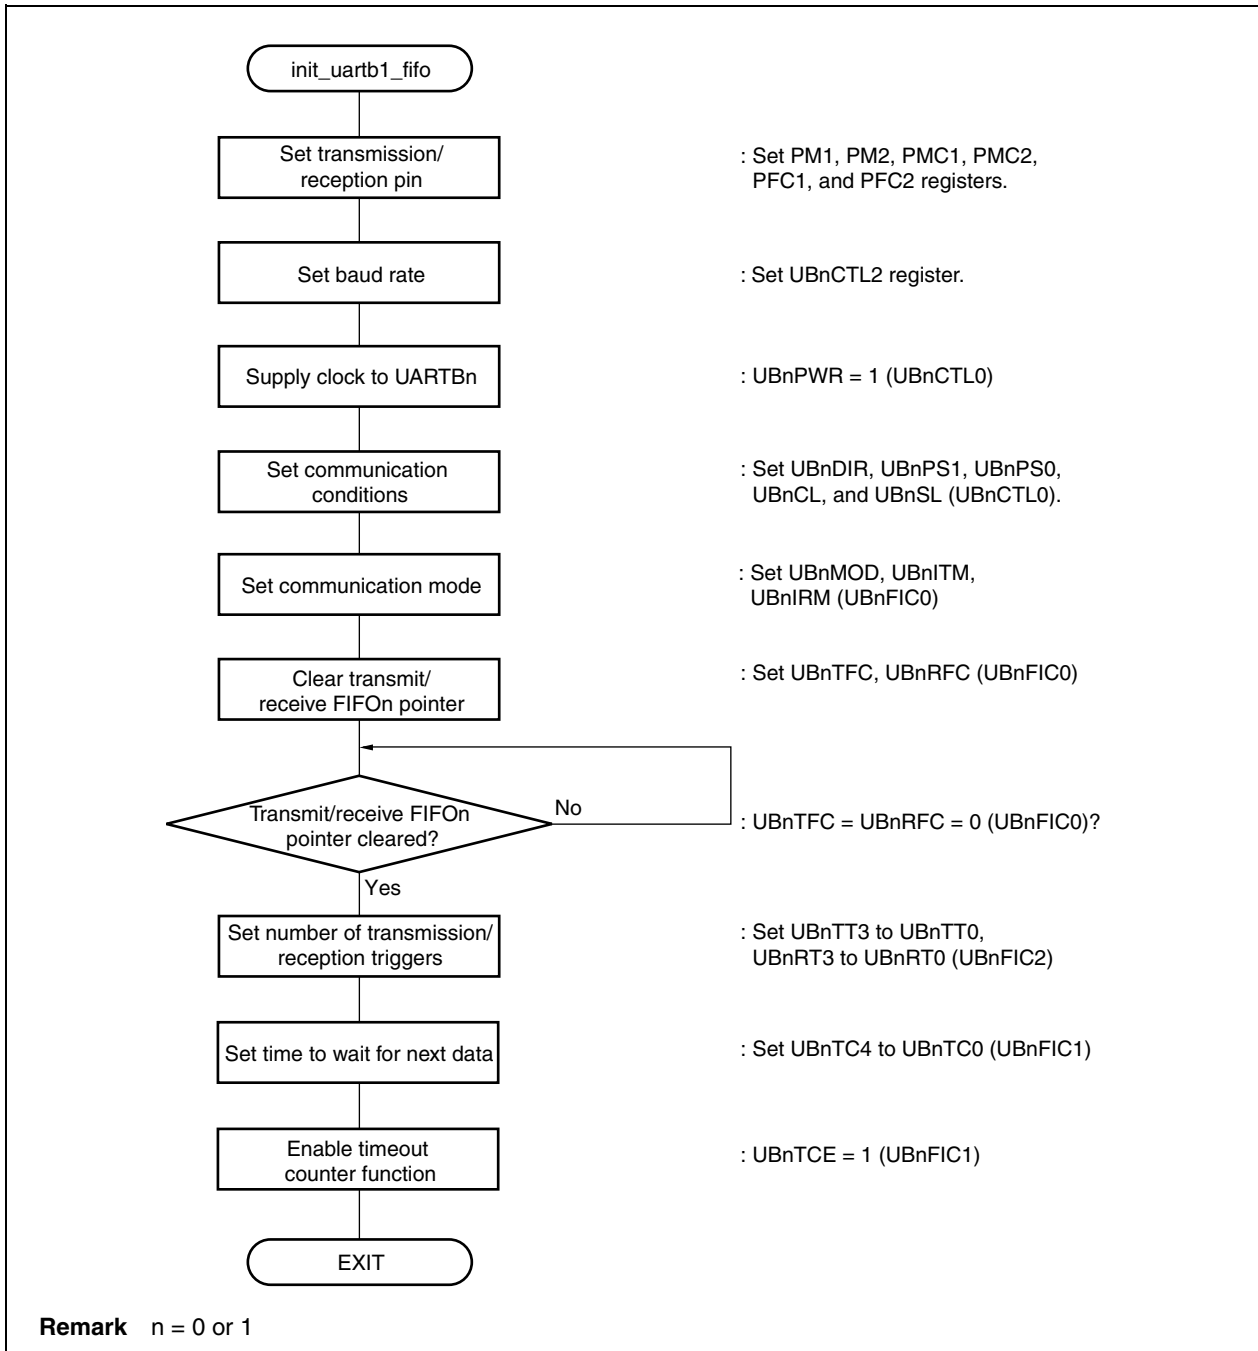 init_uartb1_fifo
Set transmission/
reception pin
: Set PM1, PM2, PMC1, PMC2,
PFC1, and PFC2 registers.
Set baud rate
: Set UBnCTL2 register.
Supply clock to UARTBn
: UBnPWR = 1 (UBnCTL0)
Set communication
conditions
: Set UBnDIR, UBnPS1, UBnPS0,
UBnCL, and UBnSL (UBnCTL0).
Set communication mode
: Set UBnMOD, UBnITM,
UBnIRM (UBnFIC0)
Clear transmit/
receive FIFOn pointer
: Set UBnTFC, UBnRFC (UBnFIC0)
Transmit/receive FIFOn
pointer cleared?
No
: UBnTFC = UBnRFC = 0 (UBnFIC0)?
Yes
Set number of transmission/
reception triggers
: Set UBnTT3 to UBnTT0,
UBnRT3 to UBnRT0 (UBnFIC2)
Set time to wait for next data
: Set UBnTC4 to UBnTC0 (UBnFIC1)
Enable timeout
counter function
: UBnTCE = 1 (UBnFIC1)
EXIT
Remark n = 0 or 1